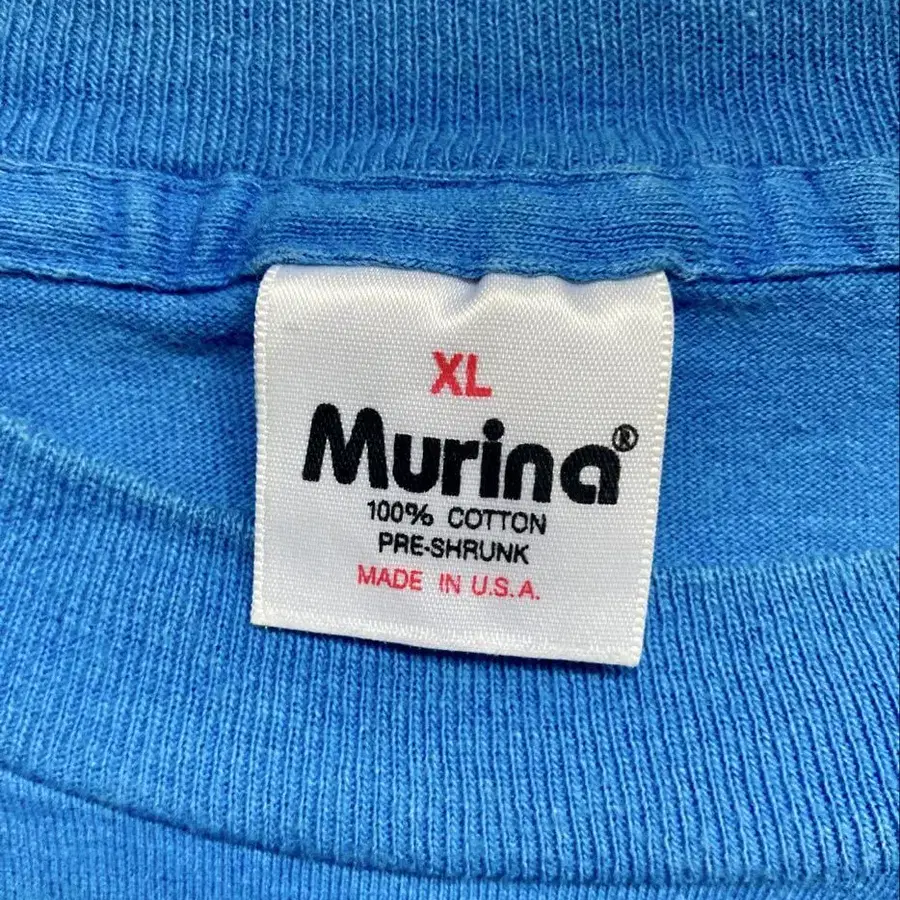 XL
Murina®
100% COTTON
PRE-SHRUNK
MADE IN U.S.A.